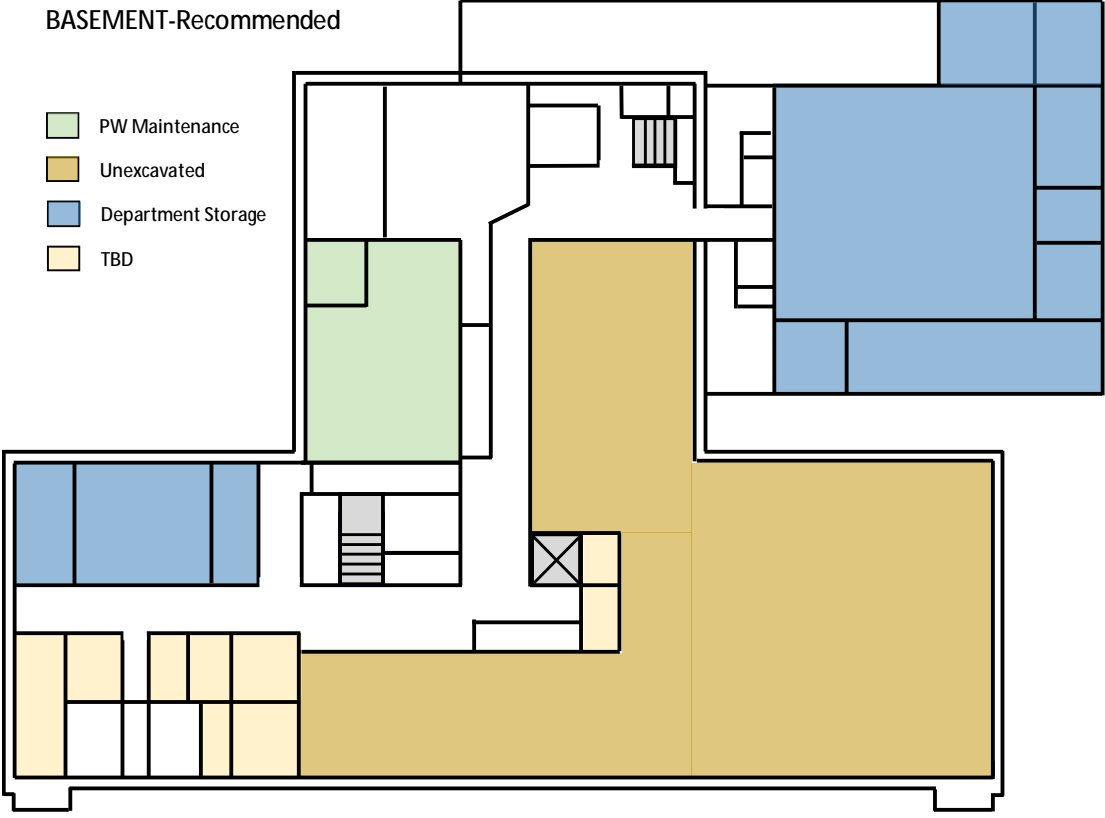 BASEMENT-Recommended
PW Maintenance
Unexcavated
Department Storage
TBD